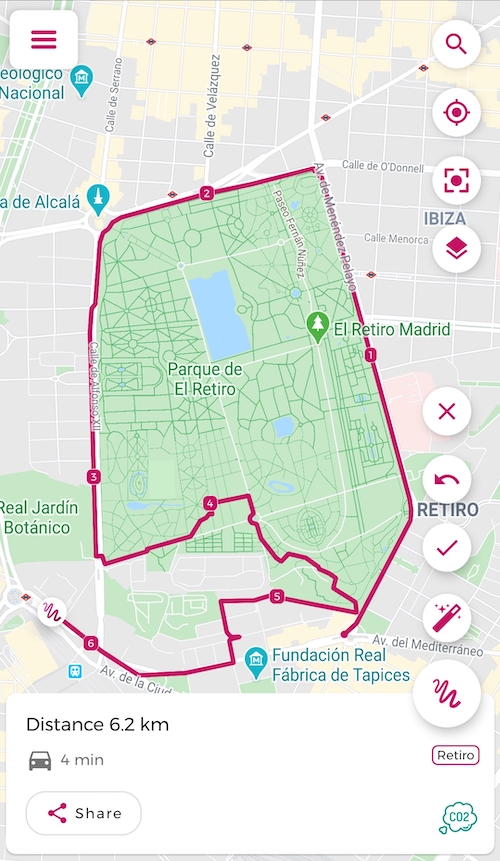 eológico
Nacional
Calle de Serrano
Calle de Velázquez
a de Alcalá
2
Calle de O'Donnell
Av. de Menéndez Pelayo
IBIZA
Paseo Fernán Núñez
Calle Menorca
El Retiro Madrid
1
Parque de
El Retiro
Calle de Alfonso XII
3
4
Real Jardín
Botánico
RETIRO
5
6
Av. del Mediterráneo
Fundación Real
Fábrica de Tapices
Av. de la Ciud
Distance 6.2 km
4 min
Retiro
Share
CO2